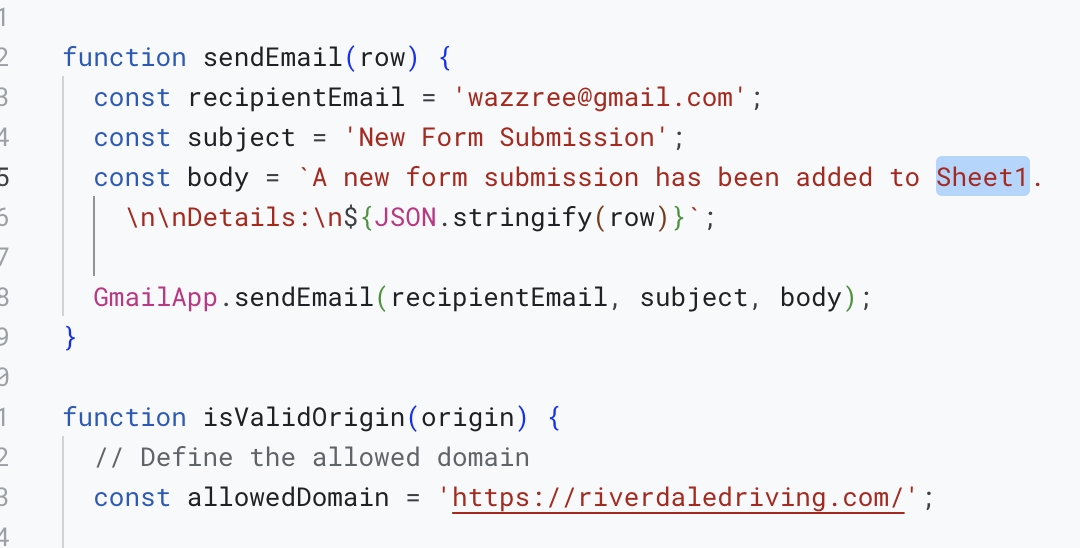 1
2 function sendEmail(row) {
3 const recipientEmail = 'wazzree@gmail.com';
4 const subject = 'New Form Submission';
5 const body = `A new form submission has been added to Sheet1.
6 \n\nDetails:\n${JSON.stringify(row)}`;
7
8 GmailApp.sendEmail(recipientEmail, subject, body);
9 }
0
1 function isValidOrigin(origin) {
2 // Define the allowed domain
3 const allowedDomain = 'https://riverdaledriving.com/';
4